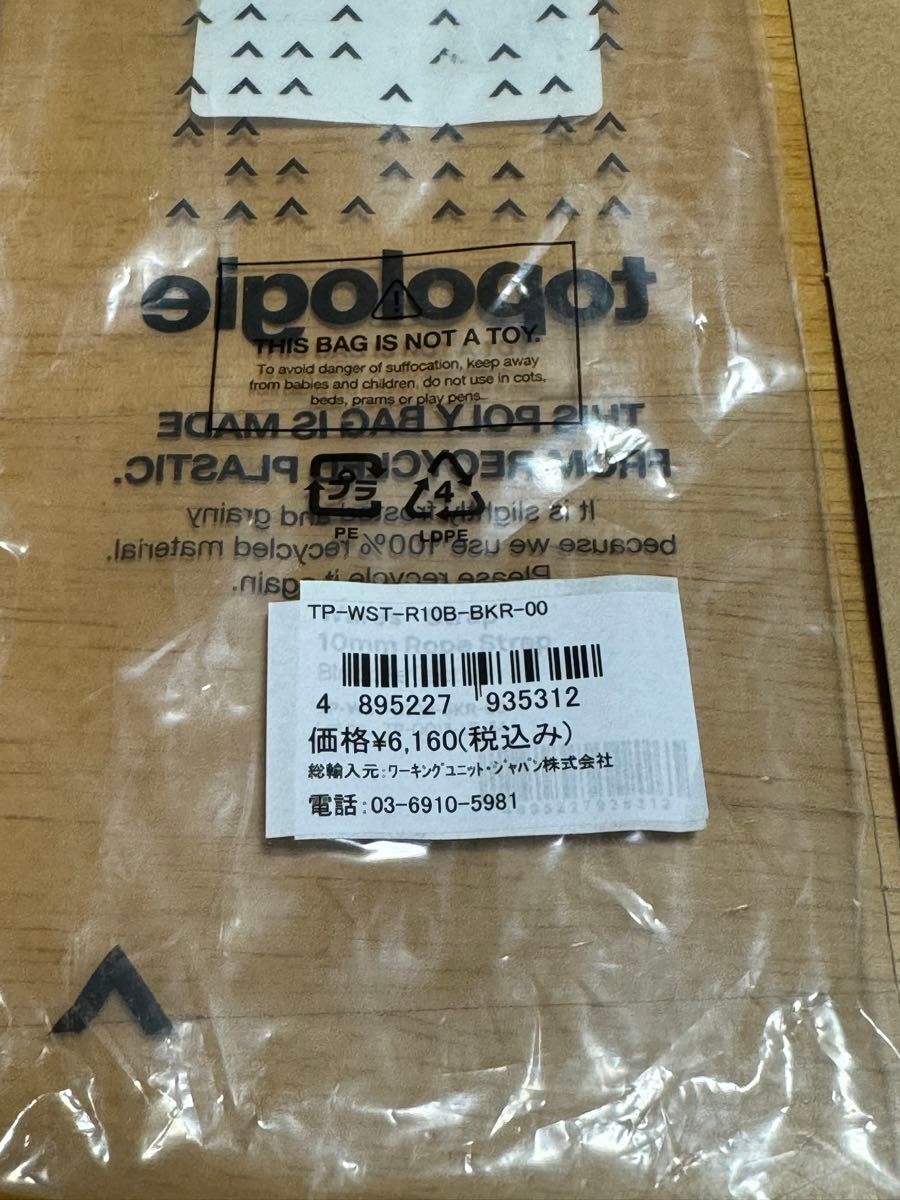 topologie
THIS BAG IS NOT A TOY.
To avoid danger of suffocation, keep away
from babies and children, do not use in cots,
beds, prams or play pens.
THIS POLY BAG IS MADE
FROM RECYCLED PLASTIC.
It is slightly frosted and grainy
because we use 100% recycled material.
Please recycle it again.
プラ
PE
4
LDPE
TP-WST-R10B-BKR-00
10mm Rope Strap
4 895227 935312
価格¥6,160(税込み)
総輸入元:ワーキングユニット・ジャパン株式会社
電話:03-6910-5981